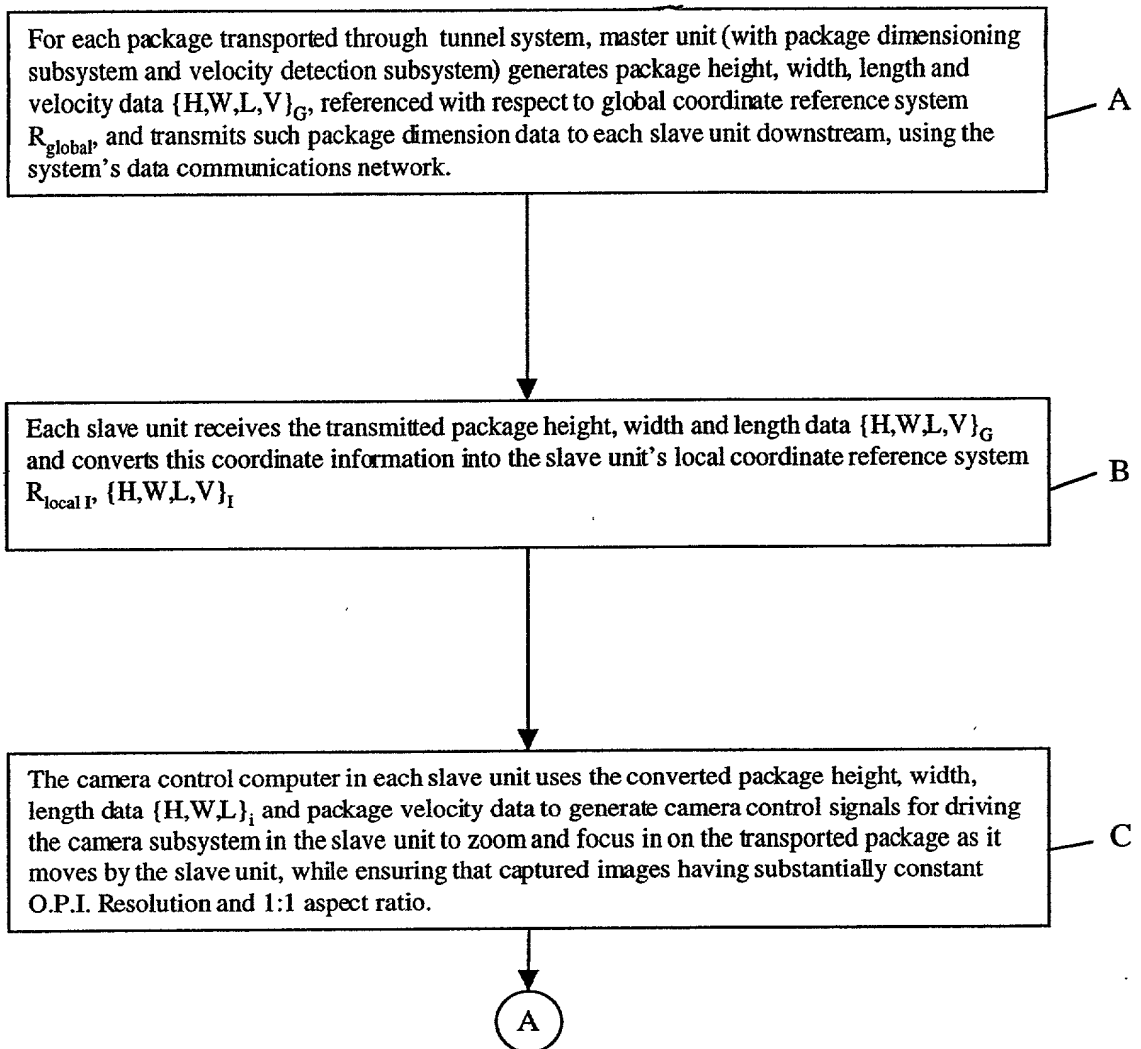 For each package transported through tunnel system, master unit (with package dimensioning
subsystem and velocity detection subsystem) generates package height, width, length and
velocity data {H,W,L,V}G, referenced with respect to global coordinate reference system
Rglobal, and transmits such package dimension data to each slave unit downstream, using the
system's data communications network.
A
Each slave unit receives the transmitted package height, width and length data {H,W,L,V}G
and converts this coordinate information into the slave unit's local coordinate reference system
Rlocal I, {H,W,L,V}I
B
The camera control computer in each slave unit uses the converted package height, width,
length data {H,W,L}i and package velocity data to generate camera control signals for driving
the camera subsystem in the slave unit to zoom and focus in on the transported package as it
moves by the slave unit, while ensuring that captured images having substantially constant
O.P.I. Resolution and 1:1 aspect ratio.
C
A